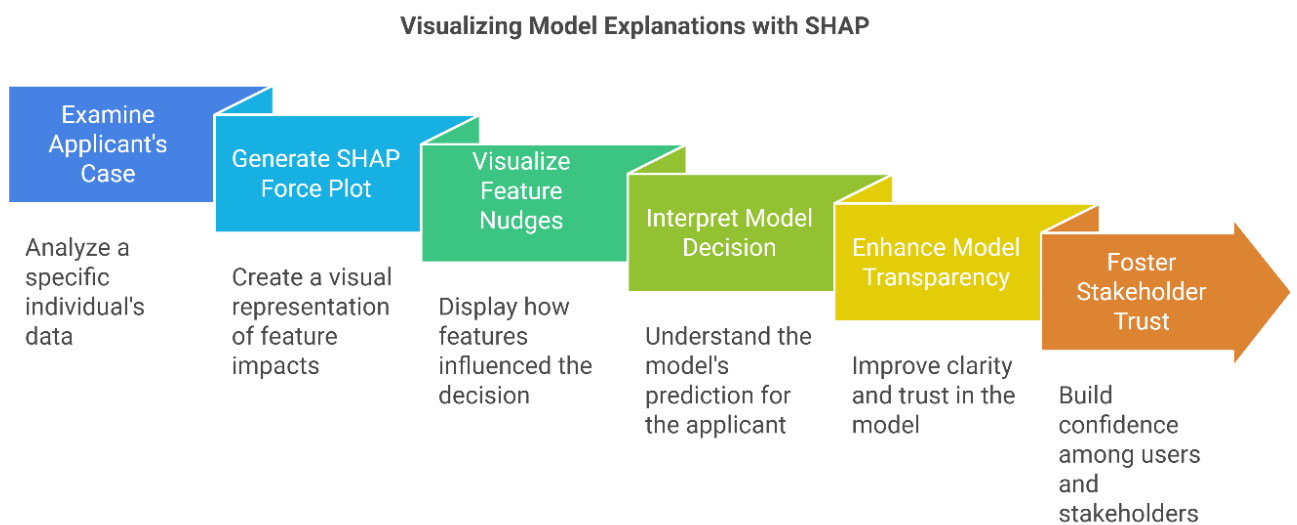 Visualizing Model Explanations with SHAP
Examine
Applicant's
Case
Analyze a
specific
individual's
data
Generate SHAP
Force Plot
Create a visual
representation
of feature
impacts
Visualize
Feature
Nudges
Display how
features
influenced the
decision
Interpret Model
Decision
Understand the
model's
prediction for
the applicant
Enhance Model
Transparency
Improve clarity
and trust in the
model
Foster
Stakeholder
Trust
Build
confidence
among users
and
stakeholders